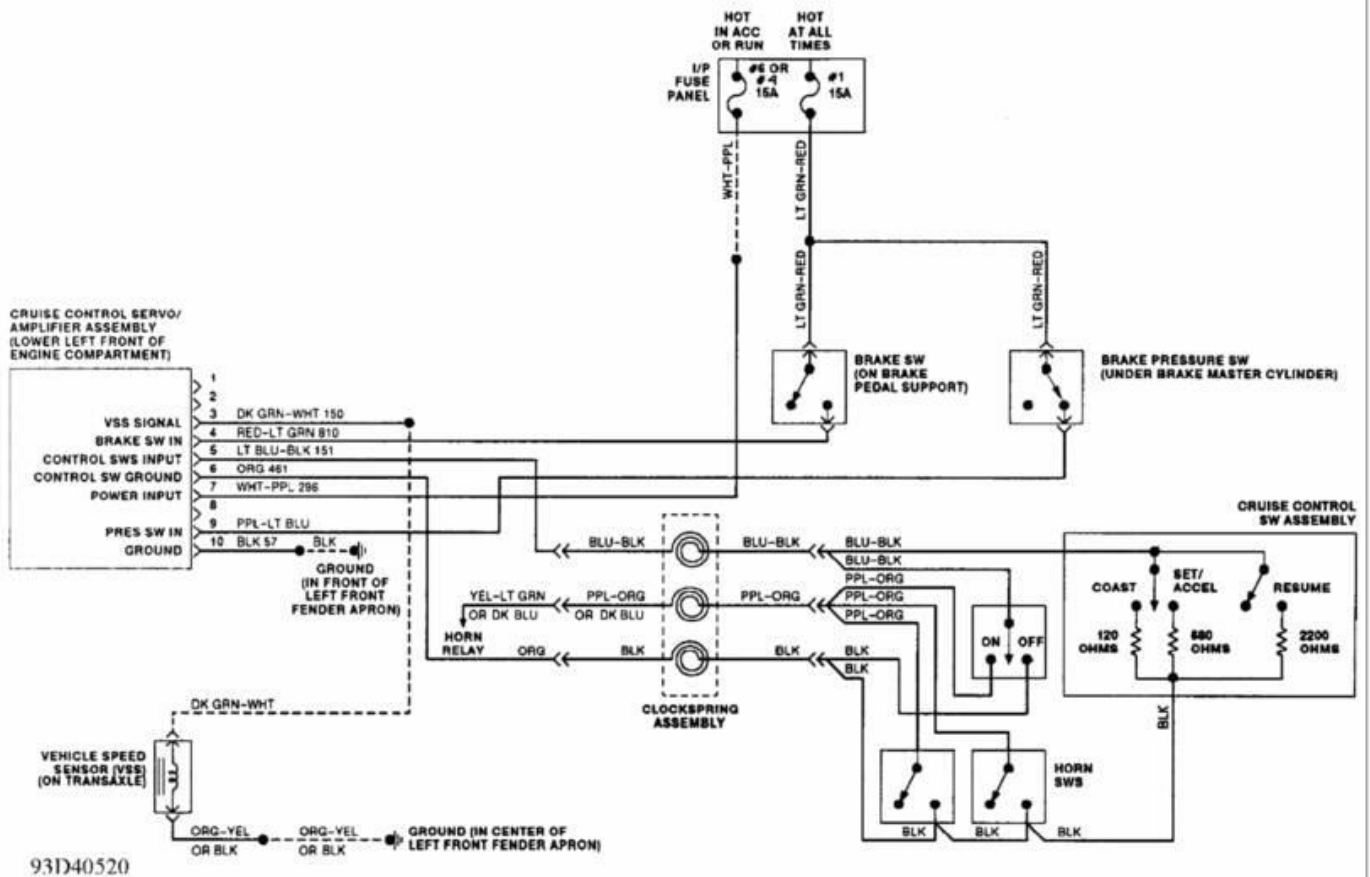 HOT
IN ACC
OR RUN
HOT
AT ALL
TIMES
I/P
FUSE
PANEL
#6 OR
#4
15A
#1
15A
WHT-PPL
LT GRN-RED
LT GRN-RED
LT GRN-RED
BRAKE SW
(ON BRAKE
PEDAL SUPPORT)
BRAKE PRESSURE SW
(UNDER BRAKE MASTER CYLINDER)
CRUISE CONTROL SERVO/
AMPLIFIER ASSEMBLY
(LOWER LEFT FRONT OF
ENGINE COMPARTMENT)
1
2
VSS SIGNAL 3 DK GRN-WHT 150
BRAKE SW IN 4 RED-LT GRN 810
CONTROL SWS INPUT 5 LT BLU-BLK 151
CONTROL SW GROUND 6 ORG 461
POWER INPUT 7 WHT-PPL 296
8
PRES SW IN 9 PPL-LT BLU
GROUND 10 BLK 57 BLK
GROUND
(IN FRONT OF
LEFT FRONT
FENDER APRON)
CRUISE CONTROL
SW ASSEMBLY
BLU-BLK BLU-BLK BLU-BLK
BLU-BLK
PPL-ORG
YEL-LT GRN PPL-ORG PPL-ORG PPL-ORG
OR DK BLU OR DK BLU PPL-ORG
HORN
RELAY
ORG BLK BLK BLK
BLK
CLOCKSPRING
ASSEMBLY
ON OFF
COAST
SET/
ACCEL
RESUME
120
OHMS
680
OHMS
2200
OHMS
BLK
HORN
SWS
BLK BLK BLK
DK GRN-WHT
VEHICLE SPEED
SENSOR (VSS)
(ON TRANSAXLE)
ORG-YEL ORG-YEL
OR BLK OR BLK
GROUND (IN CENTER OF
LEFT FRONT FENDER APRON)
93D40520